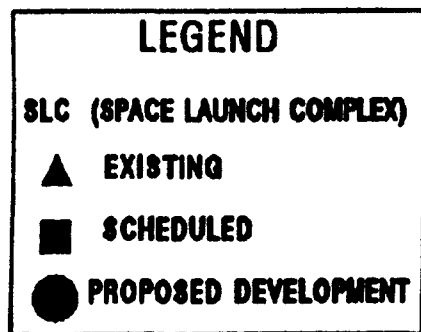 LEGEND
SLC (SPACE LAUNCH COMPLEX)
EXISTING
SCHEDULED
PROPOSED DEVELOPMENT